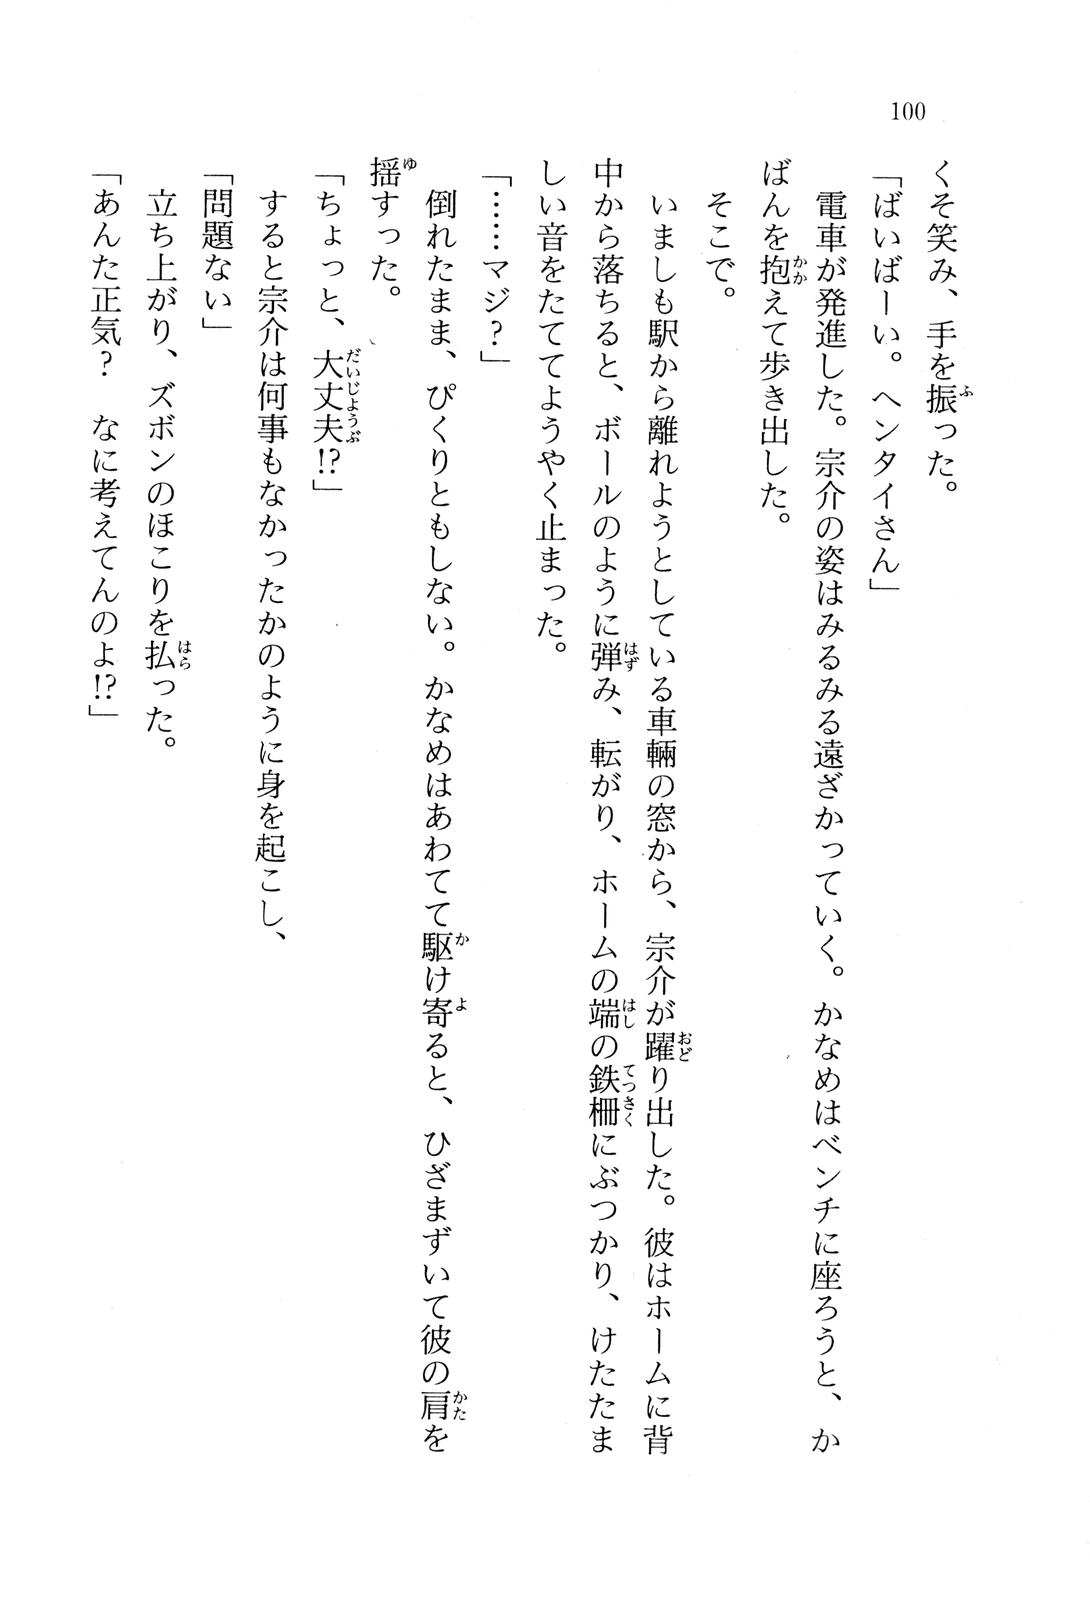 100
くそ笑み、手を振った。
「ばいばーい。ヘンタイさん」
電車が発進した。宗介の姿はみるみる遠ざかっていく。かなめはベンチに座ろうと、か
ばんを抱えて歩き出した。
そこで。
いましも駅から離れようとしている車輛の窓から、宗介が躍り出した。彼はホームに背
中から落ちると、ボールのように弾み、転がり、ホームの端の鉄柵にぶつかり、けたたま
しい音をたててようやく止まった。
「……マジ？」
倒れたまま、ぴくりともしない。かなめはあわてて駆け寄ると、ひざまずいて彼の肩を
揺すった。
「ちょっと、大丈夫!?」
すると宗介は何事もなかったかのように身を起こし、
「問題ない」
立ち上がり、ズボンのほこりを払った。
「あんた正気？　なに考えてんのよ!?」